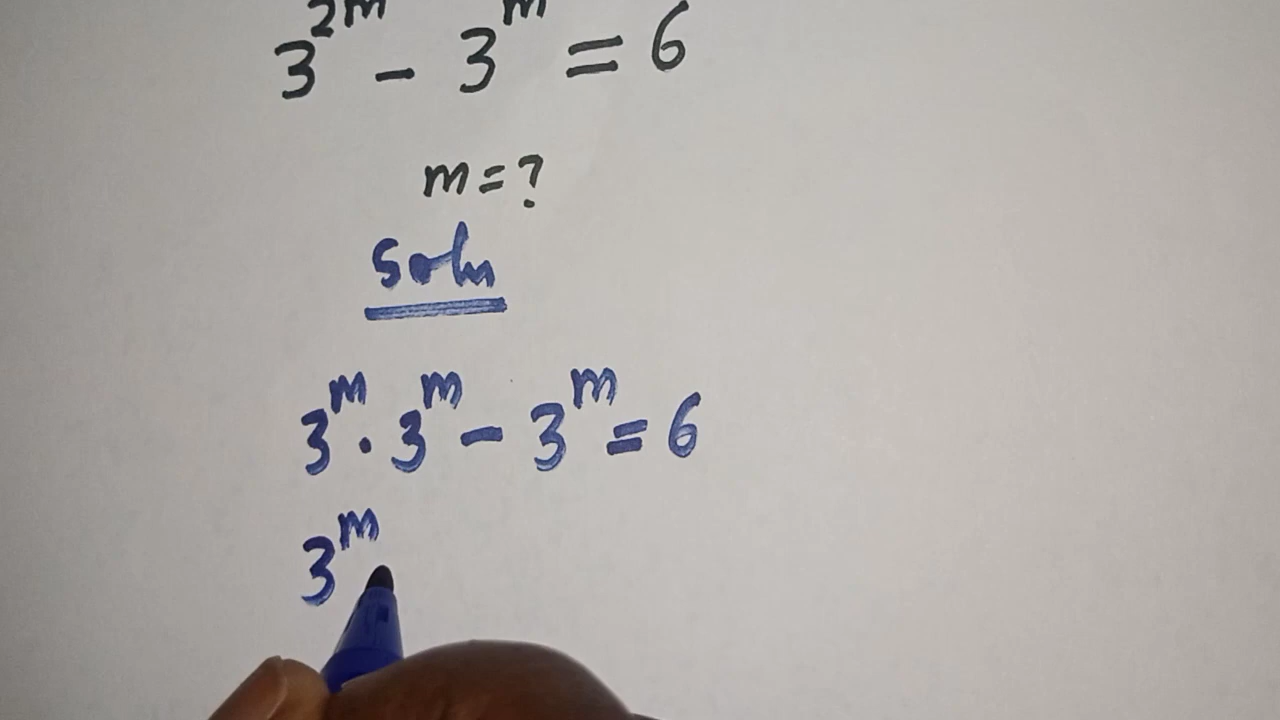 3^{2m} - 3^m = 6
m = ?
Soln
3^m · 3^m - 3^m = 6
3^m